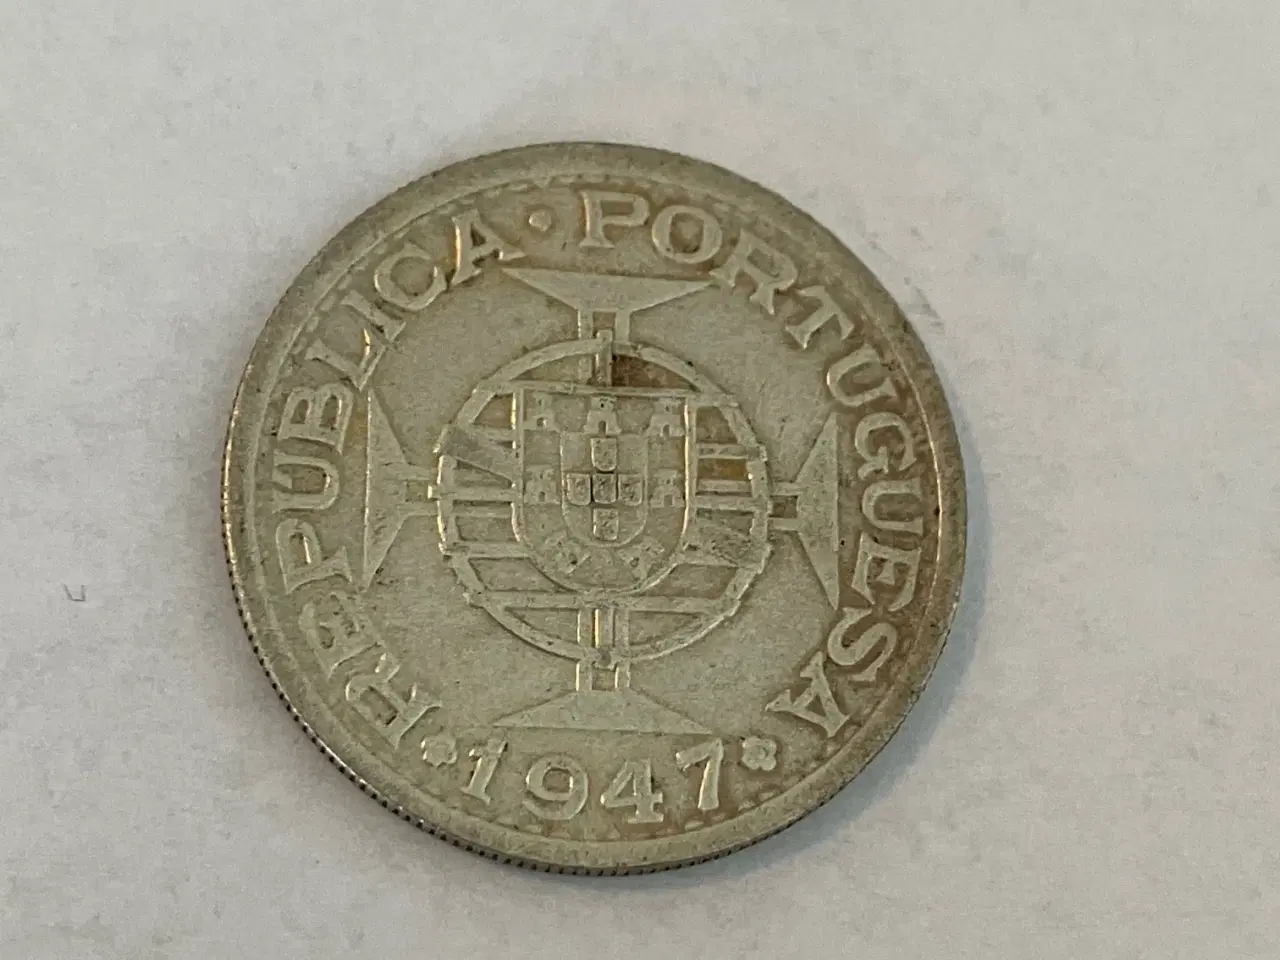 REPUBLICA · PORTUGUESA
1947